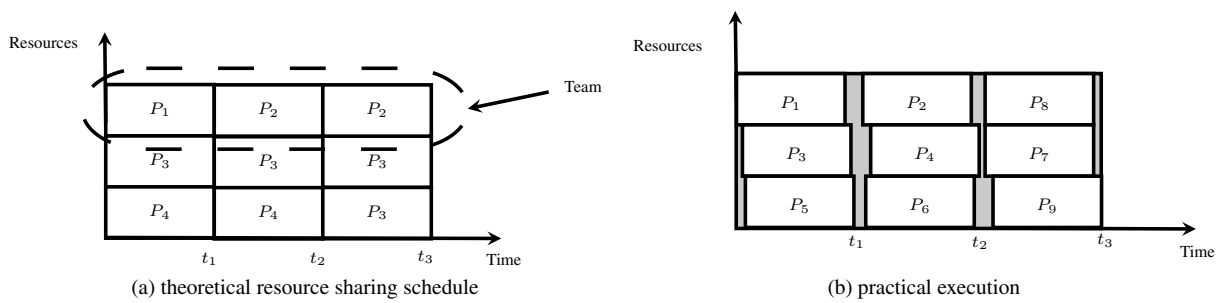 Resources
Team
P1 P2 P2
P3 P3 P3
P4 P4 P3
t1 t2 t3 Time
(a) theoretical resource sharing schedule
Resources
P1 P2 P8
P3 P4 P7
P5 P6 P9
t1 t2 t3 Time
(b) practical execution